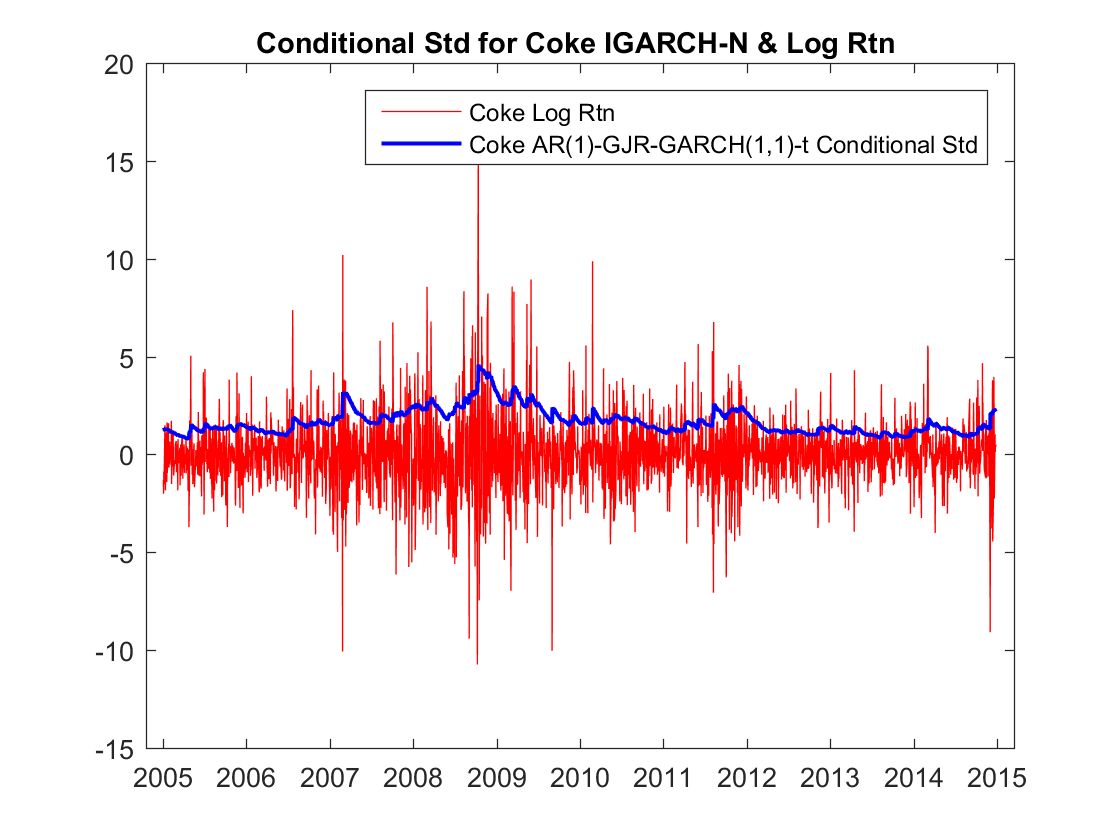 Conditional Std for Coke IGARCH-N & Log Rtn
Coke Log Rtn
Coke AR(1)-GJR-GARCH(1,1)-t Conditional Std
20
15
10
5
0
-5
-10
-15
2005 2006 2007 2008 2009 2010 2011 2012 2013 2014 2015